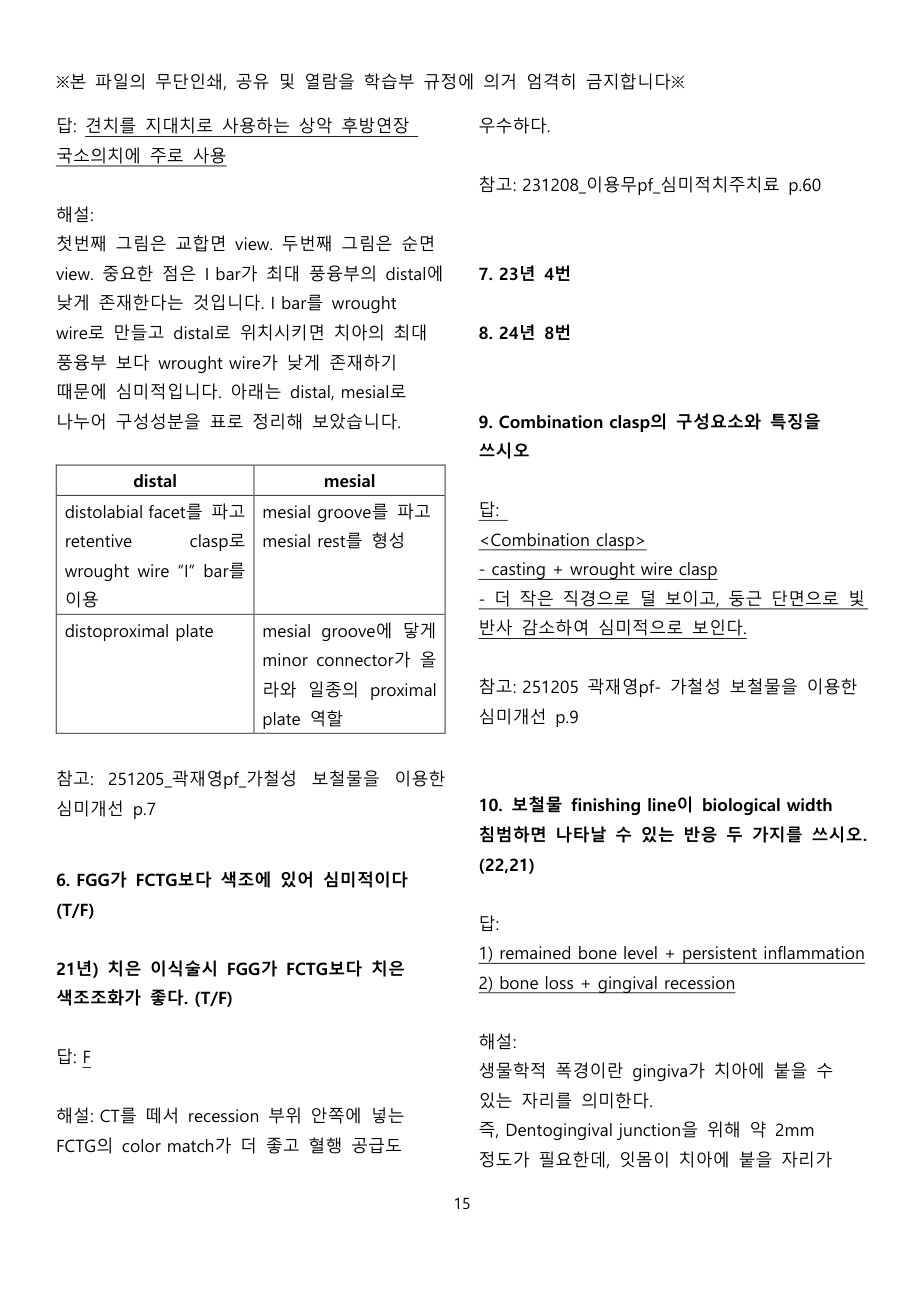 ※본 파일의 무단인쇄, 공유 및 열람을 학습부 규정에 의거 엄격히 금지합니다※
답: 견치를 지대치로 사용하는 상악 후방연장
국소의치에 주로 사용
해설:
첫번째 그림은 교합면 view. 두번째 그림은 순면
view. 중요한 점은 I bar가 최대 풍융부의 distal에
낮게 존재한다는 것입니다. I bar를 wrought
wire로 만들고 distal로 위치시키면 치아의 최대
풍융부 보다 wrought wire가 낮게 존재하기
때문에 심미적입니다. 아래는 distal, mesial로
나누어 구성성분을 표로 정리해 보았습니다.
distal
mesial
distolabial facet를 파고
retentive clasp로
wrought wire “I” bar를
이용
mesial groove를 파고
mesial rest를 형성
distoproximal plate
mesial groove에 닿게
minor connector가 올
라와 일종의 proximal
plate 역할
참고: 251205_곽재영pf_가철성 보철물을 이용한
심미개선 p.7
6. FGG가 FCTG보다 색조에 있어 심미적이다
(T/F)
21년) 치은 이식술시 FGG가 FCTG보다 치은
색조조화가 좋다. (T/F)
답: F
해설: CT를 떼서 recession 부위 안쪽에 넣는
FCTG의 color match가 더 좋고 혈행 공급도
우수하다.
참고: 231208_이용무pf_심미적치주치료 p.60
7. 23년 4번
8. 24년 8번
9. Combination clasp의 구성요소와 특징을
쓰시오
답:
<Combination clasp>
- casting + wrought wire clasp
- 더 작은 직경으로 덜 보이고, 둥근 단면으로 빛
반사 감소하여 심미적으로 보인다.
참고: 251205 곽재영pf- 가철성 보철물을 이용한
심미개선 p.9
10. 보철물 finishing line이 biological width
침범하면 나타날 수 있는 반응 두 가지를 쓰시오.
(22,21)
답:
1) remained bone level + persistent inflammation
2) bone loss + gingival recession
해설:
생물학적 폭경이란 gingiva가 치아에 붙을 수
있는 자리를 의미한다.
즉, Dentogingival junction을 위해 약 2mm
정도가 필요한데, 잇몸이 치아에 붙을 자리가
15